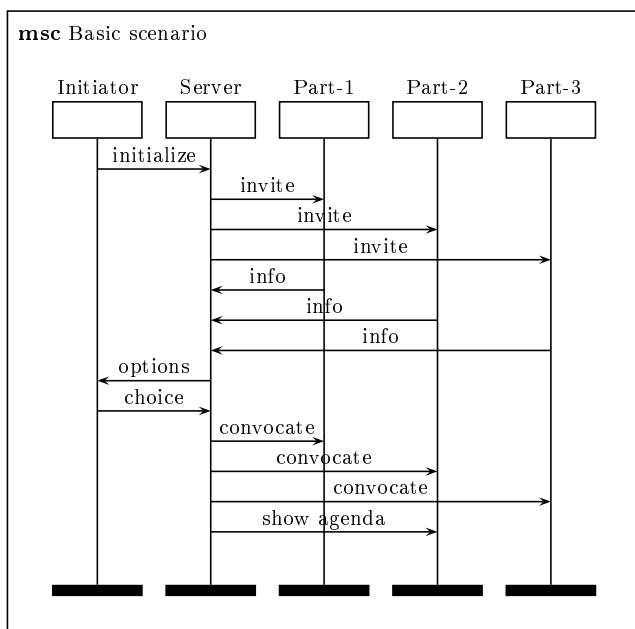 msc Basic scenario
Initiator Server Part-1 Part-2 Part-3
initialize
invite
invite
invite
info
info
info
options
choice
convocate
convocate
convocate
show agenda